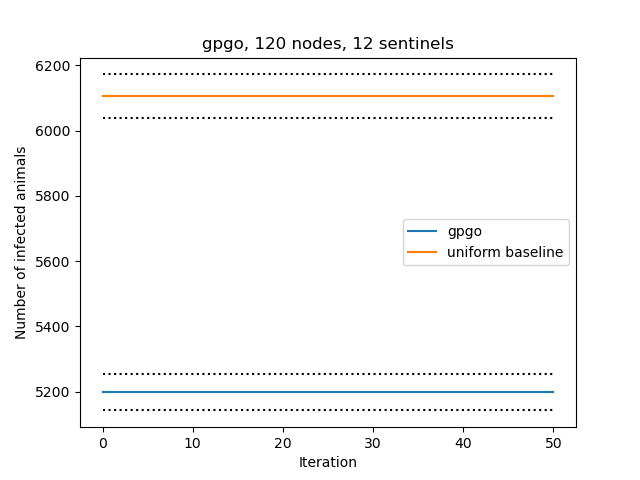 gpgo, 120 nodes, 12 sentinels
6200
6000
5800
5600
5400
5200
Number of infected animals
gpgo
uniform baseline
0 10 20 30 40 50
Iteration